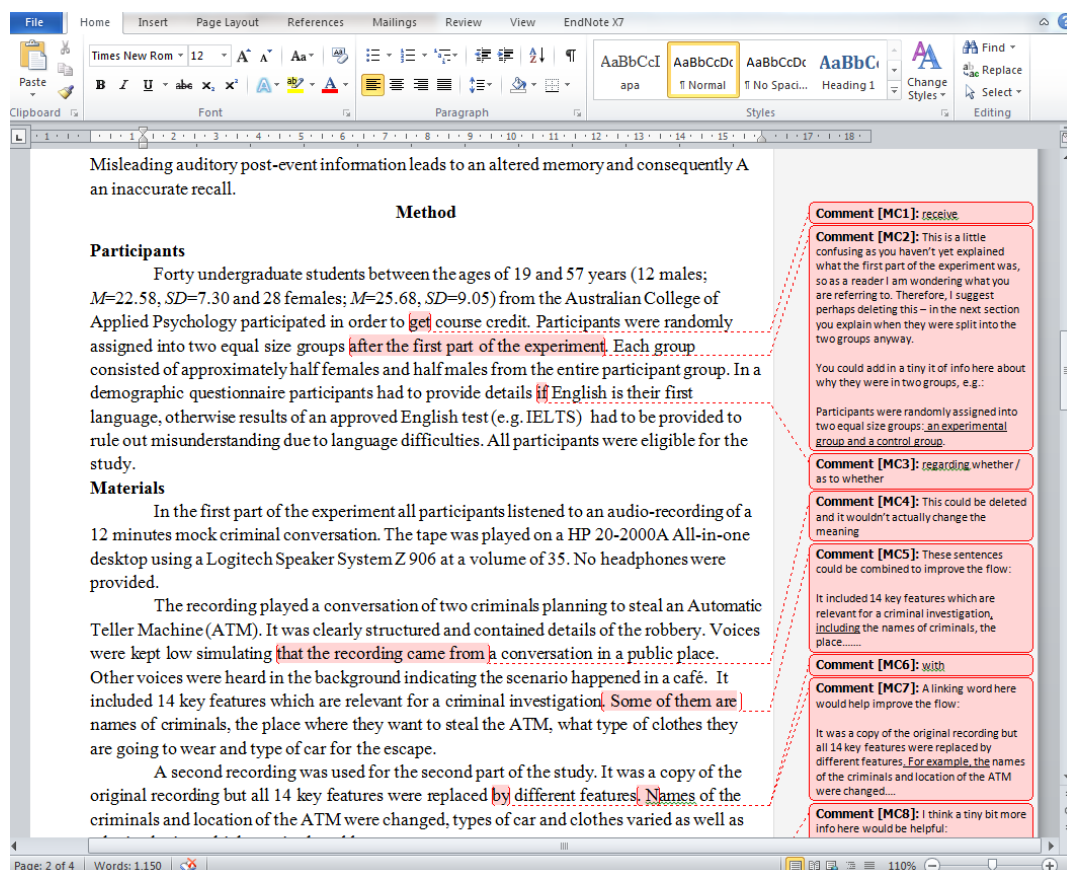 File Home Insert Page Layout References Mailings Review View EndNote X7
Times New Rom 12 A A Aa
Paste
B I U abc X₂ X² A ab A
AaBbCcI AaBbCcDc AaBbCcDc AaBbC
apa ¶ Normal ¶ No Spaci... Heading 1
Change Styles
Find
Replace
Select
Clipboard Font Paragraph Styles Editing
L 1 1 2 3 4 5 6 7 8 9 10 11 12 13 14 15 17 18
Misleading auditory post-event information leads to an altered memory and consequently A
an inaccurate recall.
Method
Participants
Forty undergraduate students between the ages of 19 and 57 years (12 males;
M=22.58, SD=7.30 and 28 females; M=25.68, SD=9.05) from the Australian College of
Applied Psychology participated in order to get course credit. Participants were randomly
assigned into two equal size groups after the first part of the experiment. Each group
consisted of approximately half females and half males from the entire participant group. In a
demographic questionnaire participants had to provide details if English is their first
language, otherwise results of an approved English test (e.g. IELTS) had to be provided to
rule out misunderstanding due to language difficulties. All participants were eligible for the
study.
Materials
In the first part of the experiment all participants listened to an audio-recording of a
12 minutes mock criminal conversation. The tape was played on a HP 20-2000A All-in-one
desktop using a Logitech Speaker System Z 906 at a volume of 35. No headphones were
provided.
The recording played a conversation of two criminals planning to steal an Automatic
Teller Machine (ATM). It was clearly structured and contained details of the robbery. Voices
were kept low simulating that the recording came from a conversation in a public place.
Other voices were heard in the background indicating the scenario happened in a café. It
included 14 key features which are relevant for a criminal investigation. Some of them are
names of criminals, the place where they want to steal the ATM, what type of clothes they
are going to wear and type of car for the escape.
A second recording was used for the second part of the study. It was a copy of the
original recording but all 14 key features were replaced by different features. Names of the
criminals and location of the ATM were changed, types of car and clothes varied as well as
Comment [MC1]: receive
Comment [MC2]: This is a little
confusing as you haven't yet explained
what the first part of the experiment was,
so as a reader I am wondering what you
are referring to. Therefore, I suggest
perhaps deleting this – in the next section
you explain when they were split into the
two groups anyway.
You could add in a tiny it of info here about
why they were in two groups, e.g.:
Participants were randomly assigned into
two equal size groups: an experimental
group and a control group.
Comment [MC3]: regarding whether /
as to whether
Comment [MC4]: This could be deleted
and it wouldn't actually change the
meaning
Comment [MC5]: These sentences
could be combined to improve the flow:
It included 14 key features which are
relevant for a criminal investigation,
including the names of criminals, the
place.......
Comment [MC6]: with
Comment [MC7]: A linking word here
would help improve the flow:
It was a copy of the original recording but
all 14 key features were replaced by
different features. For example, the names
of the criminals and location of the ATM
were changed....
Comment [MC8]: I think a tiny bit more
info here would be helpful:
Page: 2 of 4 Words: 1,150 110%